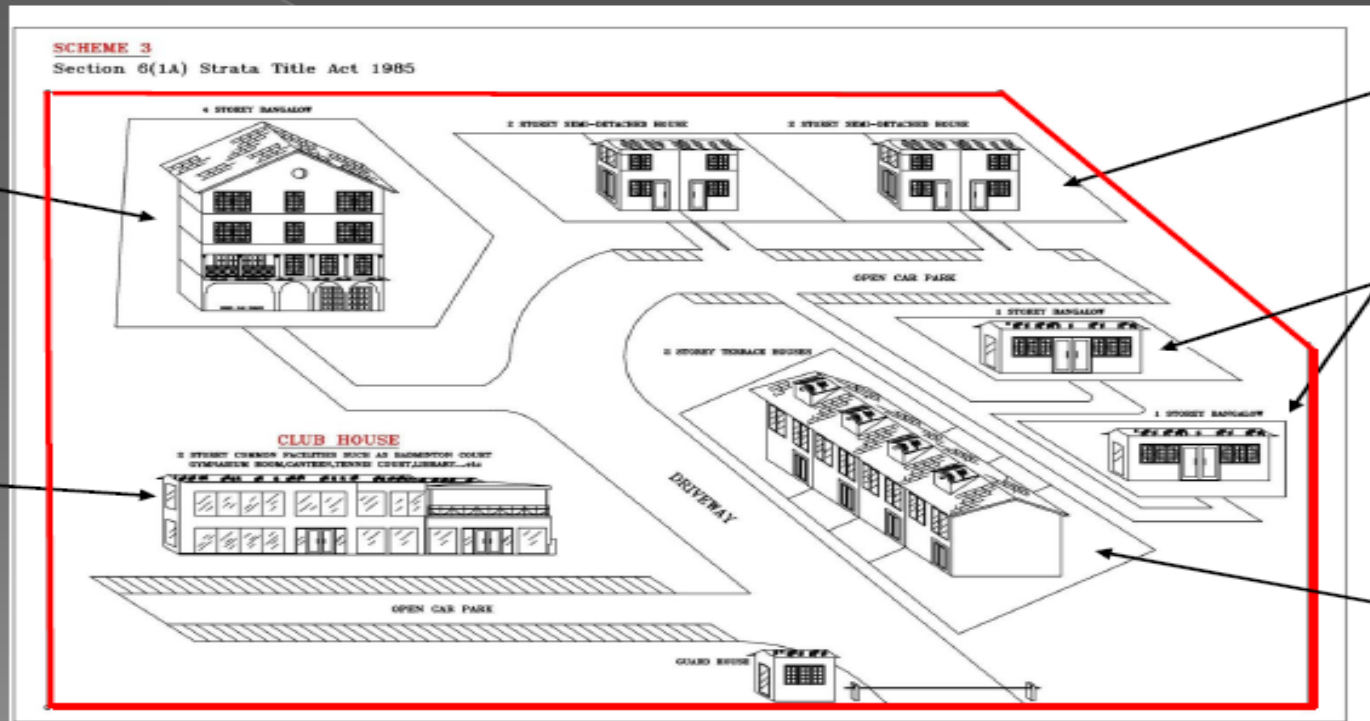 SCHEME 3
Section 6(1A) Strata Title Act 1985
4 STOREY BANGALOW
2 STOREY SEMI-DETACHED HOUSE
2 STOREY SEMI-DETACHED HOUSE
OPEN CAR PARK
1 STOREY BANGALOW
2 STOREY TERRACE HOUSES
1 STOREY BANGALOW
CLUB HOUSE
2 STOREY COMMON FACILITIES SUCH AS BADMINTON COURT
GYMNASIUM ROOM,CANTEEN,TENNIS COURT,LIBRARY...etc
DRIVEWAY
OPEN CAR PARK
GUARD HOUSE